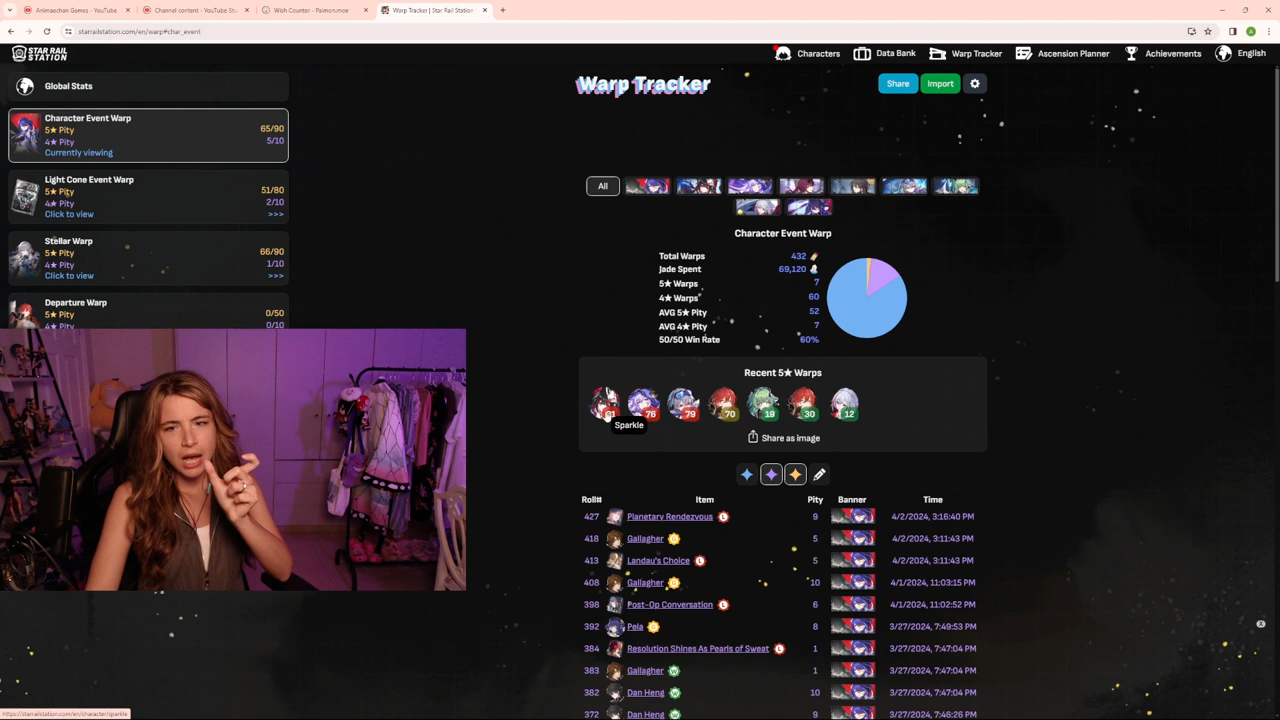 Animaechan Games - YouTube
Channel content - YouTube Stu
Wish Counter - Paimon.moe
Warp Tracker | Star Rail Station
starrailstation.com/en/warp#char_event
A
STAR RAIL
STATION
Characters
Data Bank
Warp Tracker
Ascension Planner
Achievements
English
Global Stats
Character Event Warp
5★ Pity 65/90
4★ Pity 5/10
Currently viewing
Light Cone Event Warp
5★ Pity 51/80
4★ Pity 2/10
Click to view >>>
Stellar Warp
5★ Pity 66/90
4★ Pity 1/10
Click to view >>>
Departure Warp
5★ Pity 0/50
4★ Pity 0/10
Warp Tracker
Share
Import
All
Character Event Warp
Total Warps 432
Jade Spent 69,120
5★ Warps 7
4★ Warps 60
AVG 5★ Pity 52
AVG 4★ Pity 7
50/50 Win Rate 60%
Recent 5★ Warps
76 79 70 19 30 12
Sparkle
Share as image
Roll# Item Pity Banner Time
427 Planetary Rendezvous L 9 4/2/2024, 3:16:40 PM
418 Gallagher G 5 4/2/2024, 3:11:43 PM
413 Landau's Choice L 5 4/2/2024, 3:11:43 PM
408 Gallagher G 10 4/1/2024, 11:03:15 PM
398 Post-Op Conversation L 6 4/1/2024, 11:02:52 PM
392 Pela G 8 3/27/2024, 7:49:53 PM
384 Resolution Shines As Pearls of Sweat L 1 3/27/2024, 7:47:04 PM
383 Gallagher W 1 3/27/2024, 7:47:04 PM
382 Dan Heng W 10 3/27/2024, 7:47:04 PM
372 Dan Heng W 9 3/27/2024, 7:46:26 PM
https://starrailstation.com/en/character/sparkle